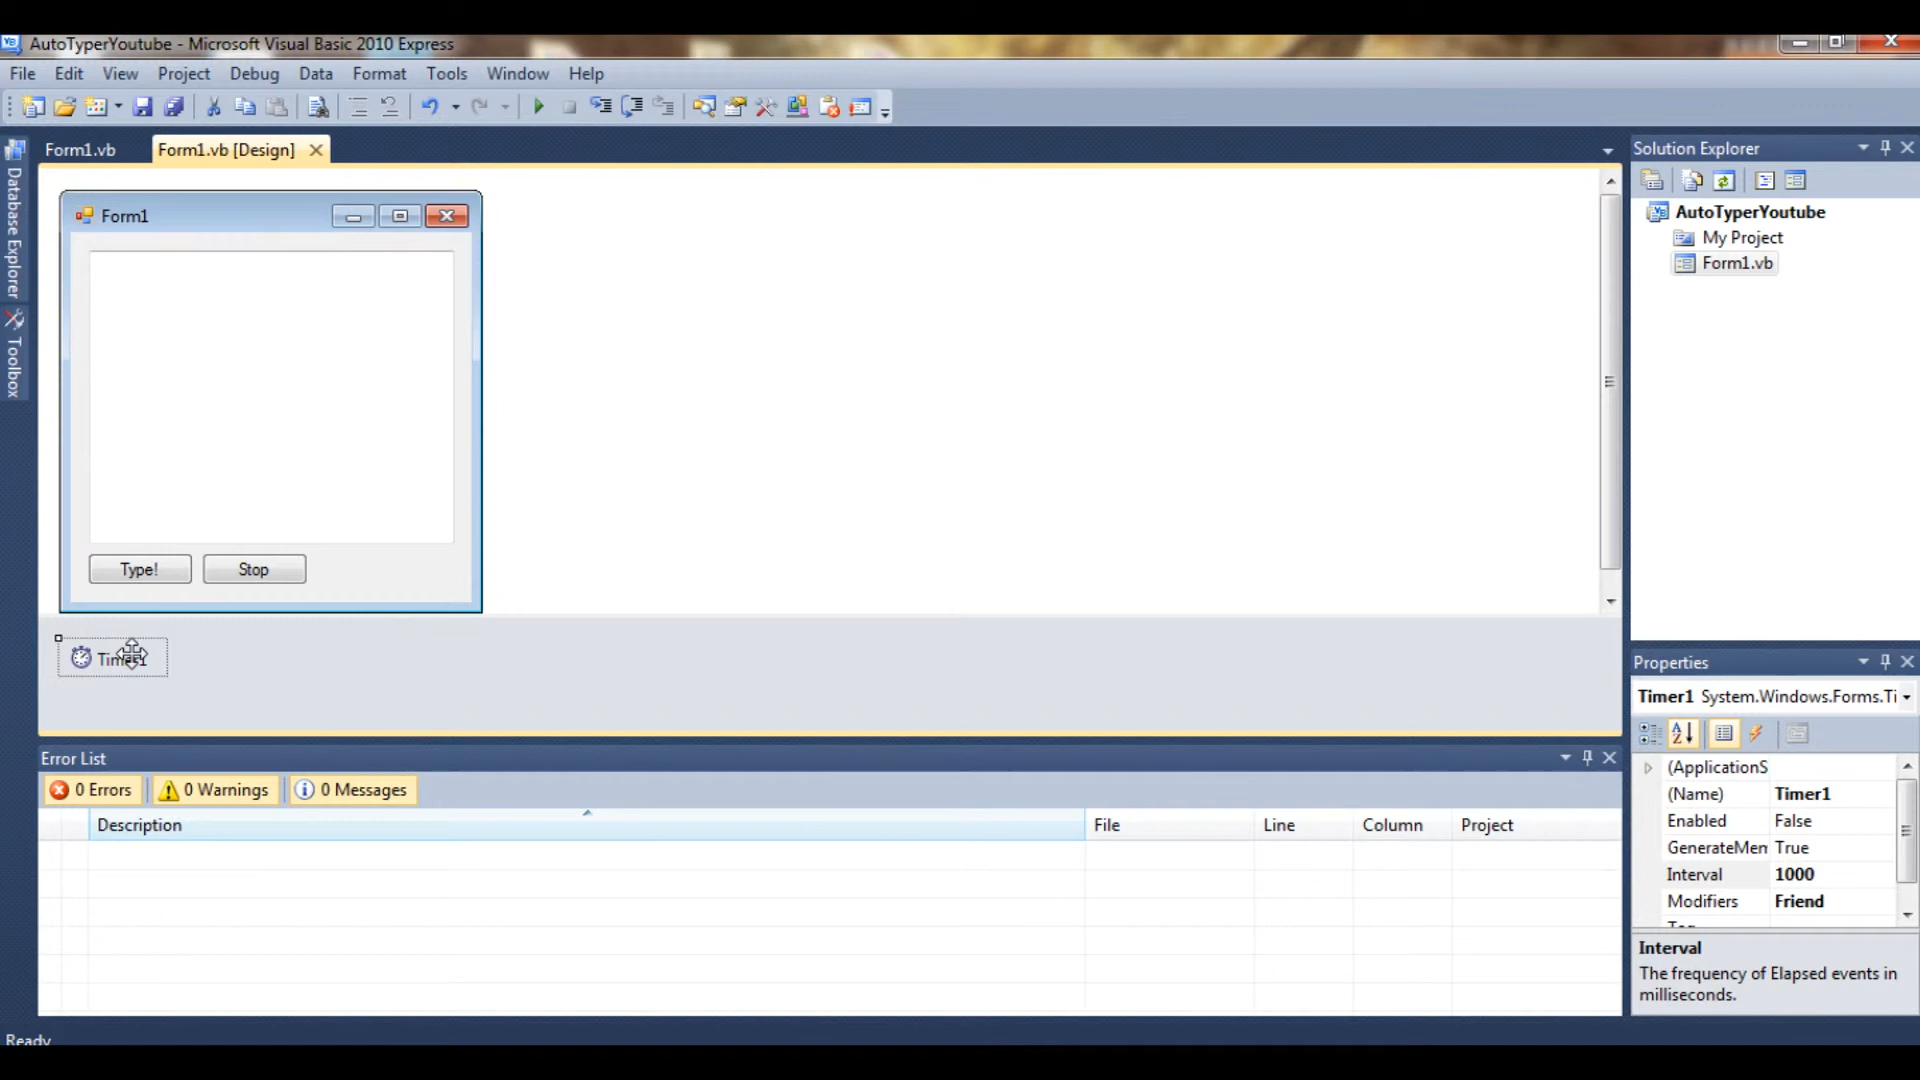 AutoTyperYoutube - Microsoft Visual Basic 2010 Express
File Edit View Project Debug Data Format Tools Window Help
Form1.vb Form1.vb [Design]
Database Explorer
Toolbox
Form1
Type! Stop
Timer1
Error List
0 Errors 0 Warnings 0 Messages
Description File Line Column Project
Solution Explorer
AutoTyperYoutube
My Project
Form1.vb
Properties
Timer1 System.Windows.Forms.Ti
(ApplicationS
(Name) Timer1
Enabled False
GenerateMen True
Interval 1000
Modifiers Friend
Interval
The frequency of Elapsed events in
milliseconds.
Ready